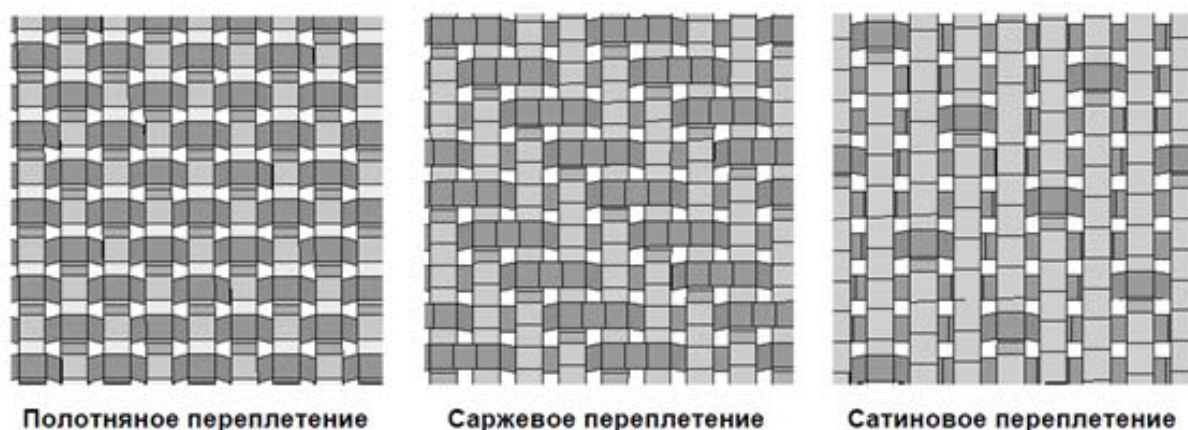 Полотняное переплетение
Саржевое переплетение
Сатиновое переплетение